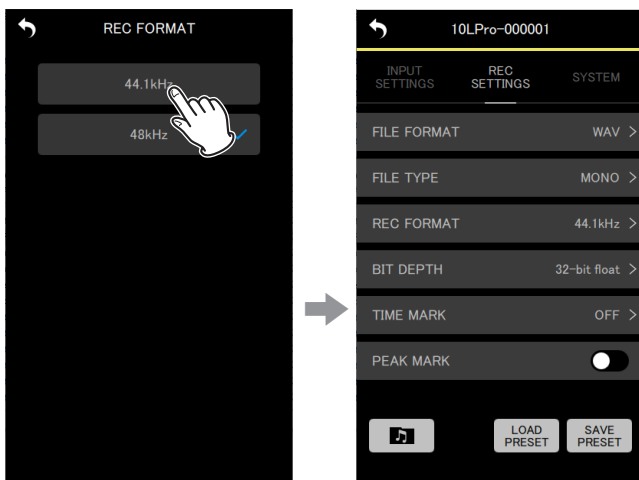 REC FORMAT
44.1kHz
48kHz
10LPro-000001
INPUT
SETTINGS
REC
SETTINGS
SYSTEM
FILE FORMAT WAV >
FILE TYPE MONO >
REC FORMAT 44.1kHz >
BIT DEPTH 32-bit float >
TIME MARK OFF >
PEAK MARK
LOAD
PRESET
SAVE
PRESET